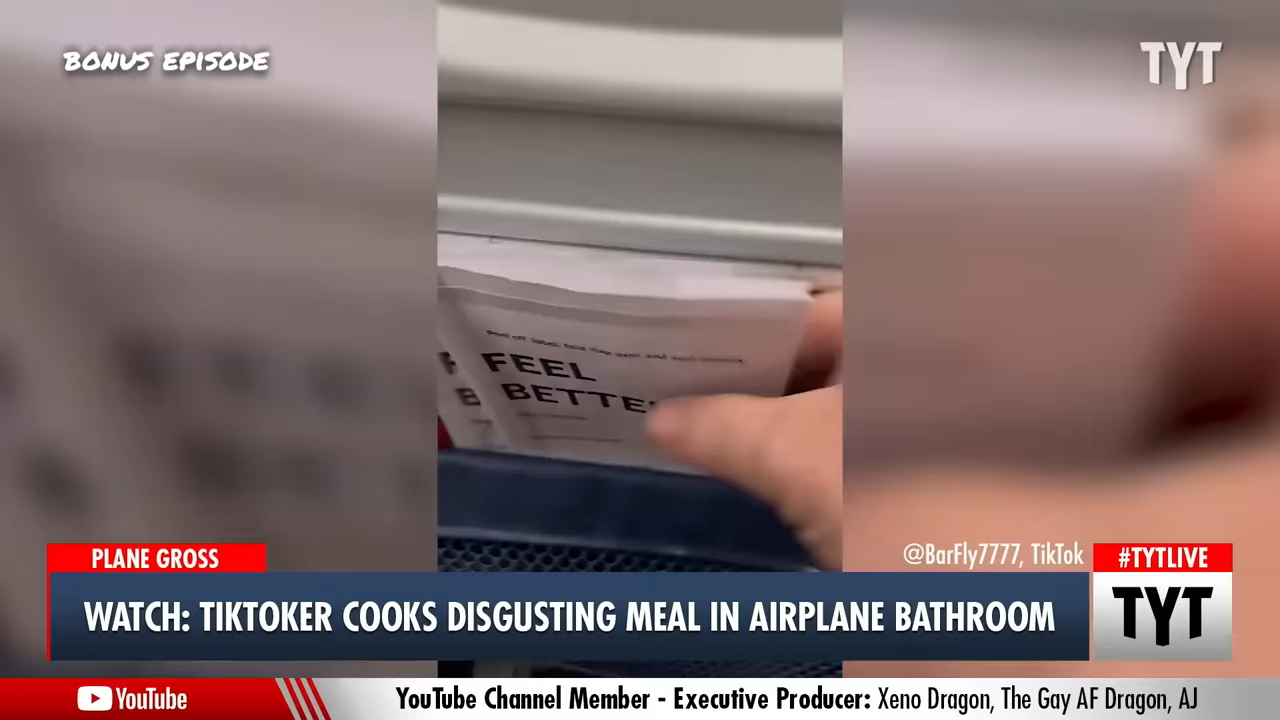 BONUS EPISODE
TYT
FEEL
BETTE
F
B
@BarFly7777, TikTok
PLANE GROSS
#TYTLIVE
WATCH: TIKTOKER COOKS DISGUSTING MEAL IN AIRPLANE BATHROOM
TYT
YouTube
YouTube Channel Member - Executive Producer: Xeno Dragon, The Gay AF Dragon, AJ